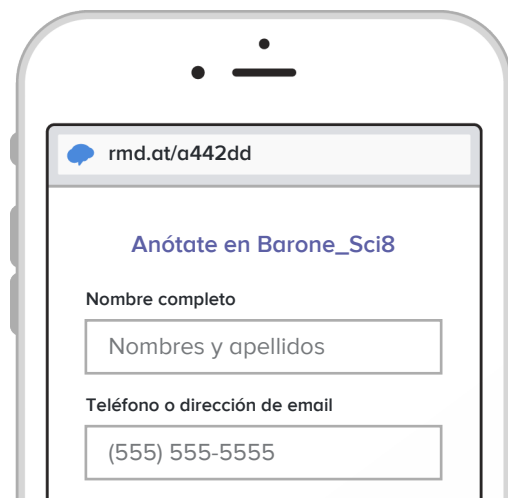 rmd.at/a442dd
Anótate en Barone_Sci8
Nombre completo
Nombres y apellidos
Teléfono o dirección de email
(555) 555-5555